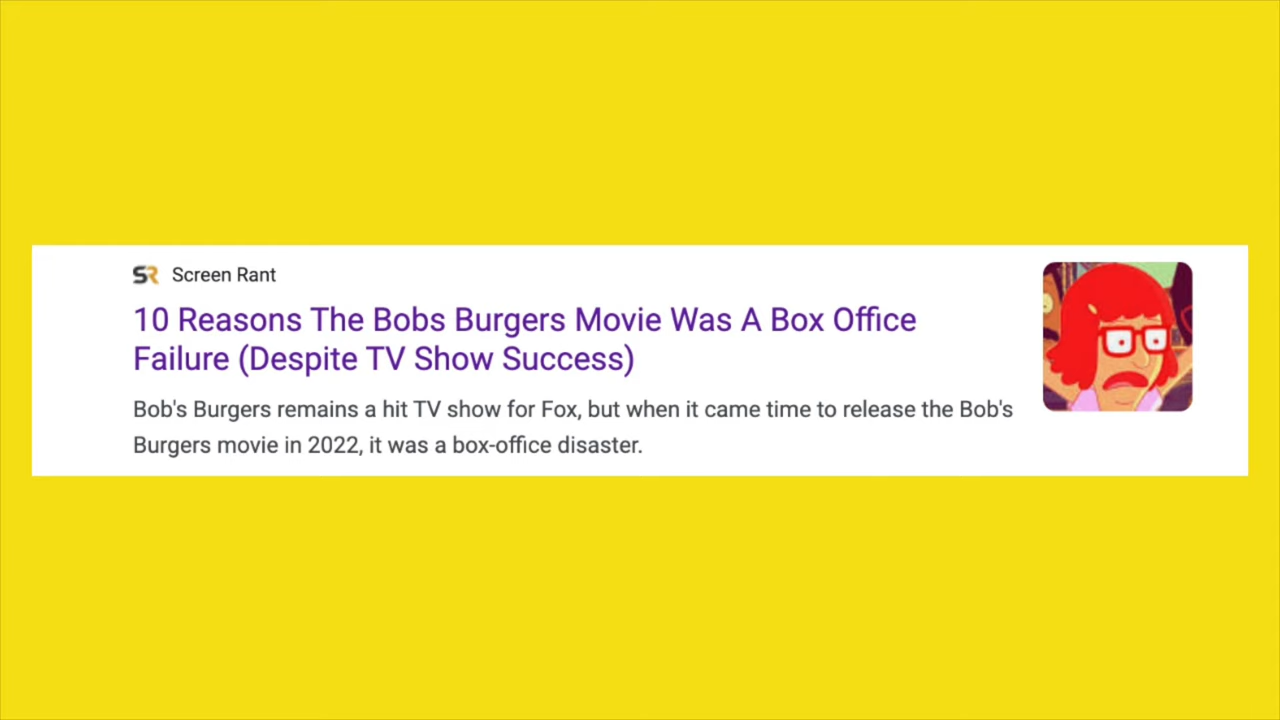 SR Screen Rant
10 Reasons The Bobs Burgers Movie Was A Box Office
Failure (Despite TV Show Success)
Bob's Burgers remains a hit TV show for Fox, but when it came time to release the Bob's
Burgers movie in 2022, it was a box-office disaster.